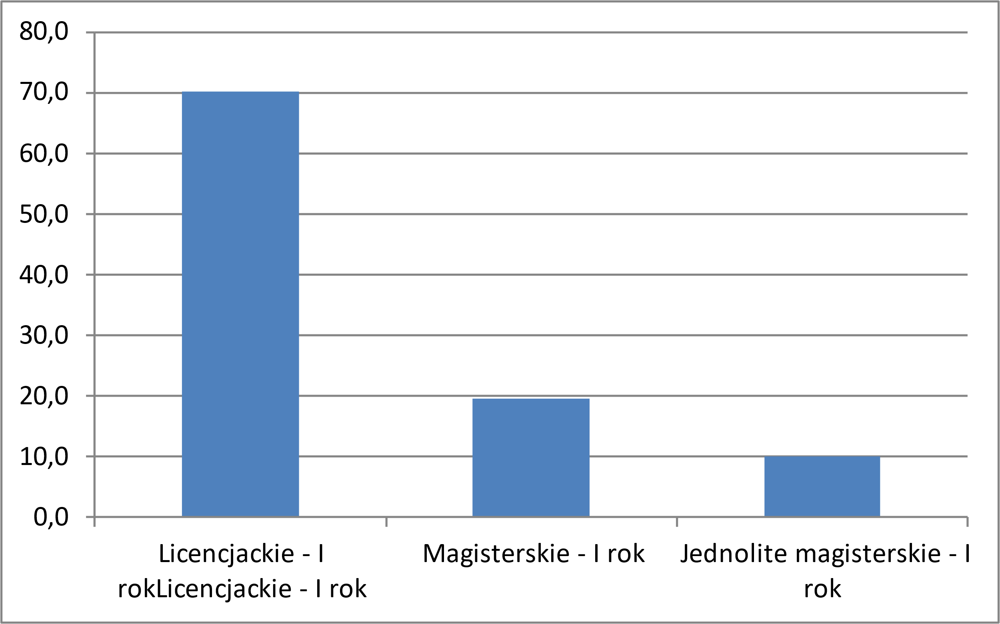 80,0
70,0
60,0
50,0
40,0
30,0
20,0
10,0
0,0
Licencjackie - I
rokLicencjackie - I rok
Magisterskie - I rok
Jednolite magisterskie - I
rok